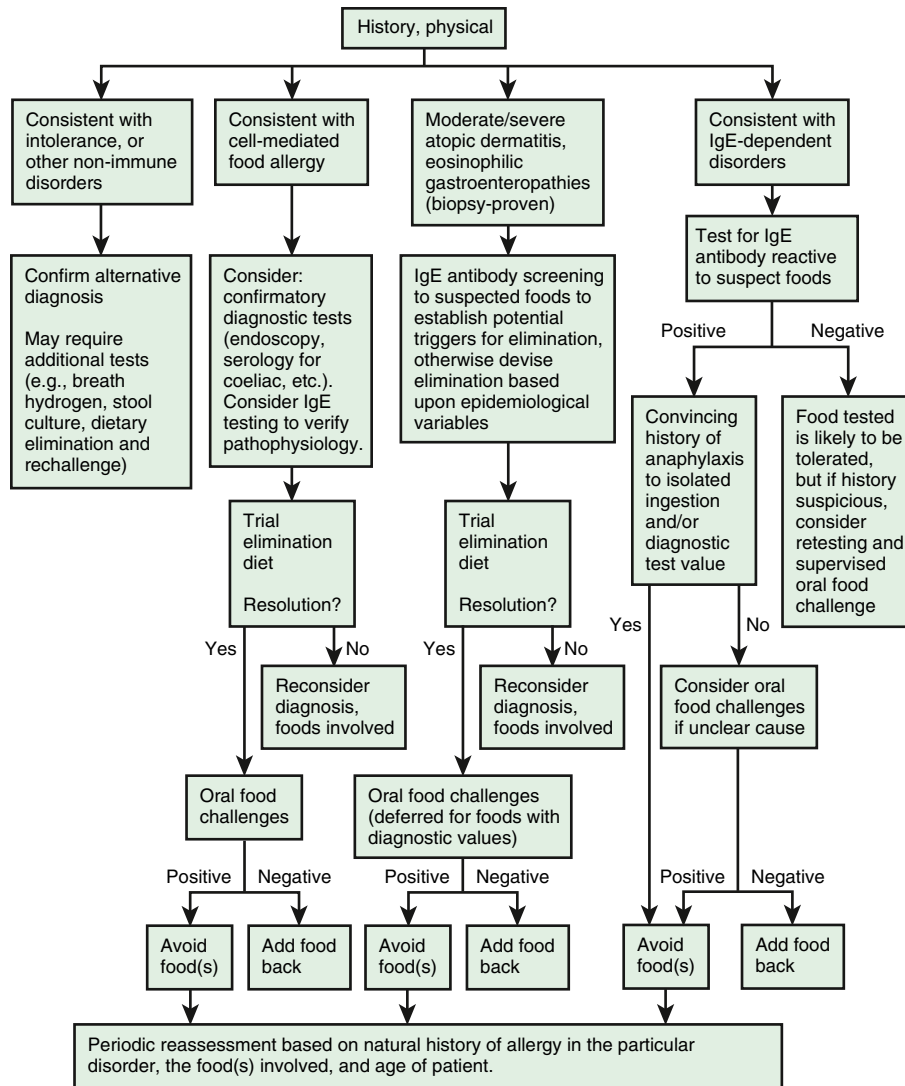 History, physical
Consistent with
intolerance, or
other non-immune
disorders
Consistent with
cell-mediated
food allergy
Moderate/severe
atopic dermatitis,
eosinophilic
gastroenteropathies
(biopsy-proven)
Consistent with
IgE-dependent
disorders
Confirm alternative
diagnosis
May require
additional tests
(e.g., breath
hydrogen, stool
culture, dietary
elimination and
rechallenge)
Consider:
confirmatory
diagnostic tests
(endoscopy,
serology for
coeliac, etc.).
Consider IgE
testing to verify
pathophysiology.
IgE antibody screening
to suspected foods to
establish potential
triggers for elimination,
otherwise devise
elimination based
upon epidemiological
variables
Test for IgE
antibody reactive
to suspect foods
Positive
Negative
Convincing
history of
anaphylaxis
to isolated
ingestion
and/or
diagnostic
test value
Food tested
is likely to be
tolerated,
but if history
suspicious,
consider
retesting and
supervised
oral food
challenge
Trial
elimination
diet
Resolution?
Trial
elimination
diet
Resolution?
Yes
No
Yes
No
Yes
No
Reconsider
diagnosis,
foods involved
Reconsider
diagnosis,
foods involved
Consider oral
food challenges
if unclear cause
Oral food
challenges
Oral food challenges
(deferred for foods with
diagnostic values)
Positive
Negative
Positive
Negative
Positive
Negative
Avoid
food(s)
Add food
back
Avoid
food(s)
Add food
back
Avoid
food(s)
Add food
back
Periodic reassessment based on natural history of allergy in the particular
disorder, the food(s) involved, and age of patient.